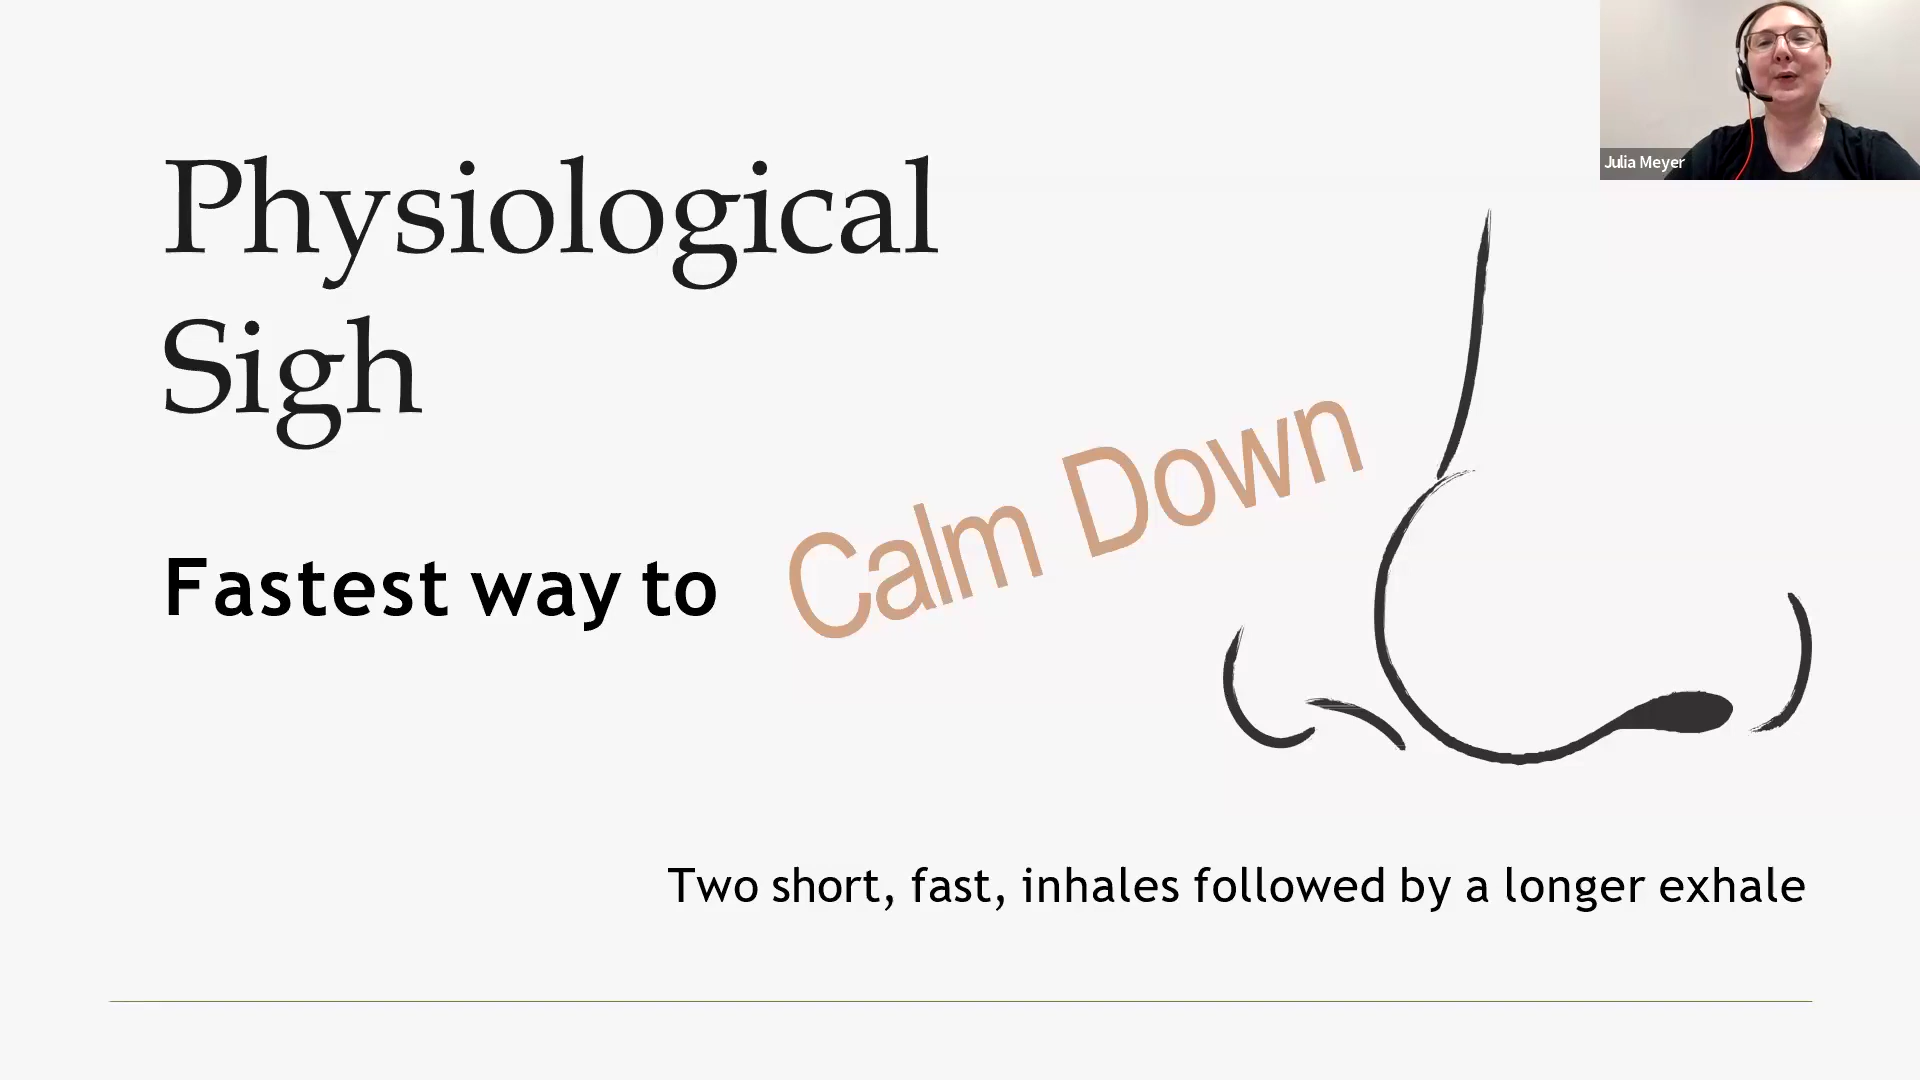 Julia Meyer
Physiological
Sigh
Fastest way to
Calm Down
Two short, fast, inhales followed by a longer exhale